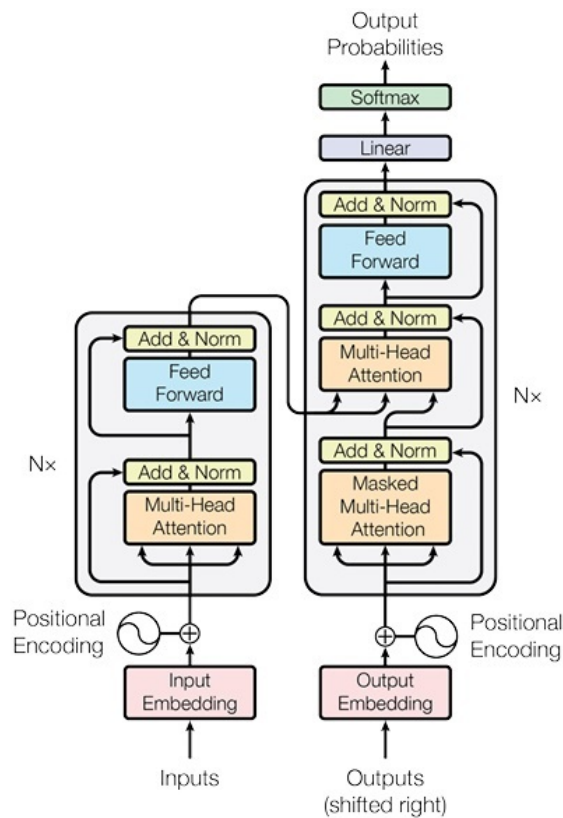 Output
Probabilities
Softmax
Linear
Add & Norm
Feed
Forward
Add & Norm
Multi-Head
Attention
Nx
Add & Norm
Masked
Multi-Head
Attention
Positional
Encoding
Output
Embedding
Outputs
(shifted right)
Add & Norm
Feed
Forward
Nx
Add & Norm
Multi-Head
Attention
Positional
Encoding
Input
Embedding
Inputs